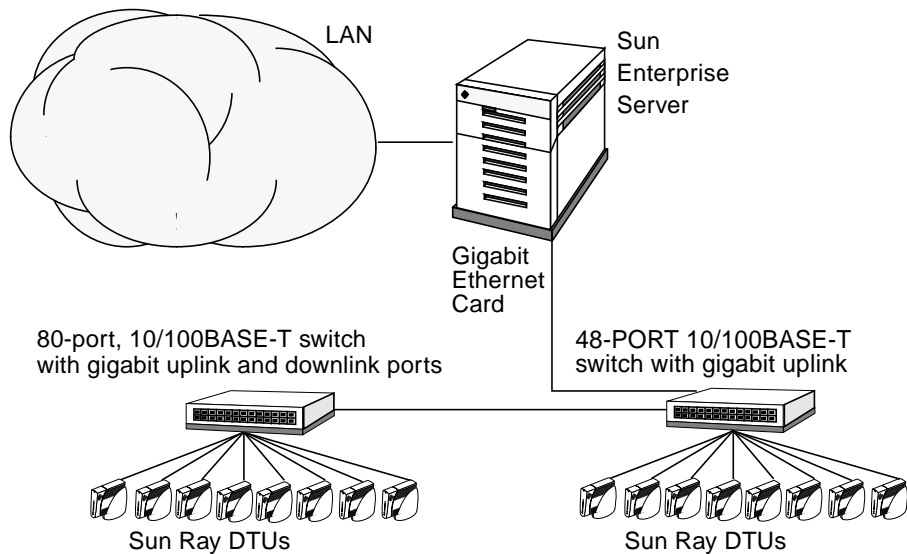 LAN
Sun
Enterprise
Server
Gigabit
Ethernet
Card
80-port, 10/100BASE-T switch
with gigabit uplink and downlink ports
48-PORT 10/100BASE-T
switch with gigabit uplink
Sun Ray DTUs
Sun Ray DTUs